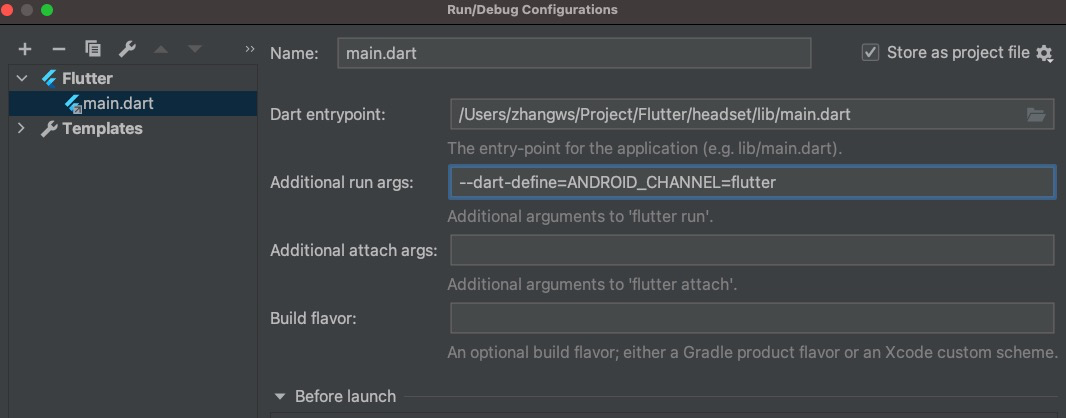 Run/Debug Configurations
Name: main.dart
Store as project file
Flutter
main.dart
Templates
Dart entrypoint: /Users/zhangws/Project/Flutter/headset/lib/main.dart
The entry-point for the application (e.g. lib/main.dart).
Additional run args: --dart-define=ANDROID_CHANNEL=flutter
Additional arguments to 'flutter run'.
Additional attach args:
Additional arguments to 'flutter attach'.
Build flavor:
An optional build flavor; either a Gradle product flavor or an Xcode custom scheme.
Before launch